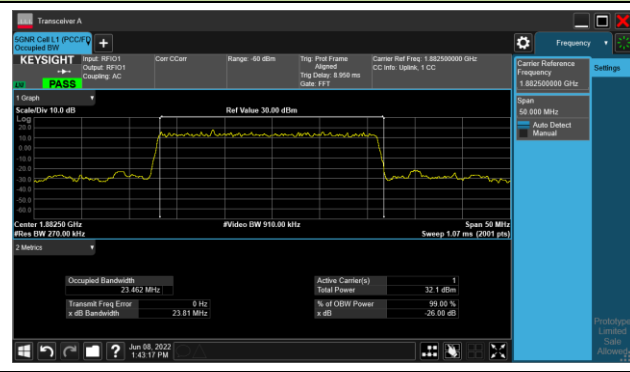 Transceiver A
5GNR Cell L1 (PCC/FD
Occupied BW
Frequency
KEYSIGHT
Input: RFIO1
Output: RFIO1
Coupling: AC
Corr CCorr
Range: -60 dBm
Trig: Prot Frame
Aligned
Trig Delay: 8.950 ms
Gate: FFT
Carrier Ref Freq: 1.882500000 GHz
CC Info: Uplink, 1 CC
PASS
Carrier Reference
Frequency
1.882500000 GHz
Settings
Span
50.000 MHz
Auto Detect
Manual
1 Graph
Scale/Div 10.0 dB
Ref Value 30.00 dBm
Log
20.0
10.0
0.00
-10.0
-20.0
-30.0
-40.0
-50.0
-60.0
Center 1.88250 GHz
#Video BW 910.00 kHz
Span 50 MHz
#Res BW 270.00 kHz
Sweep 1.07 ms (2001 pts)
2 Metrics
Occupied Bandwidth
23.462 MHz
Active Carrier(s) 1
Total Power 32.1 dBm
Transmit Freq Error 0 Hz
x dB Bandwidth 23.81 MHz
% of OBW Power 99.00 %
x dB -26.00 dB
Prototype
Limited
Sale
Allowed
Jun 08, 2022
1:43:17 PM